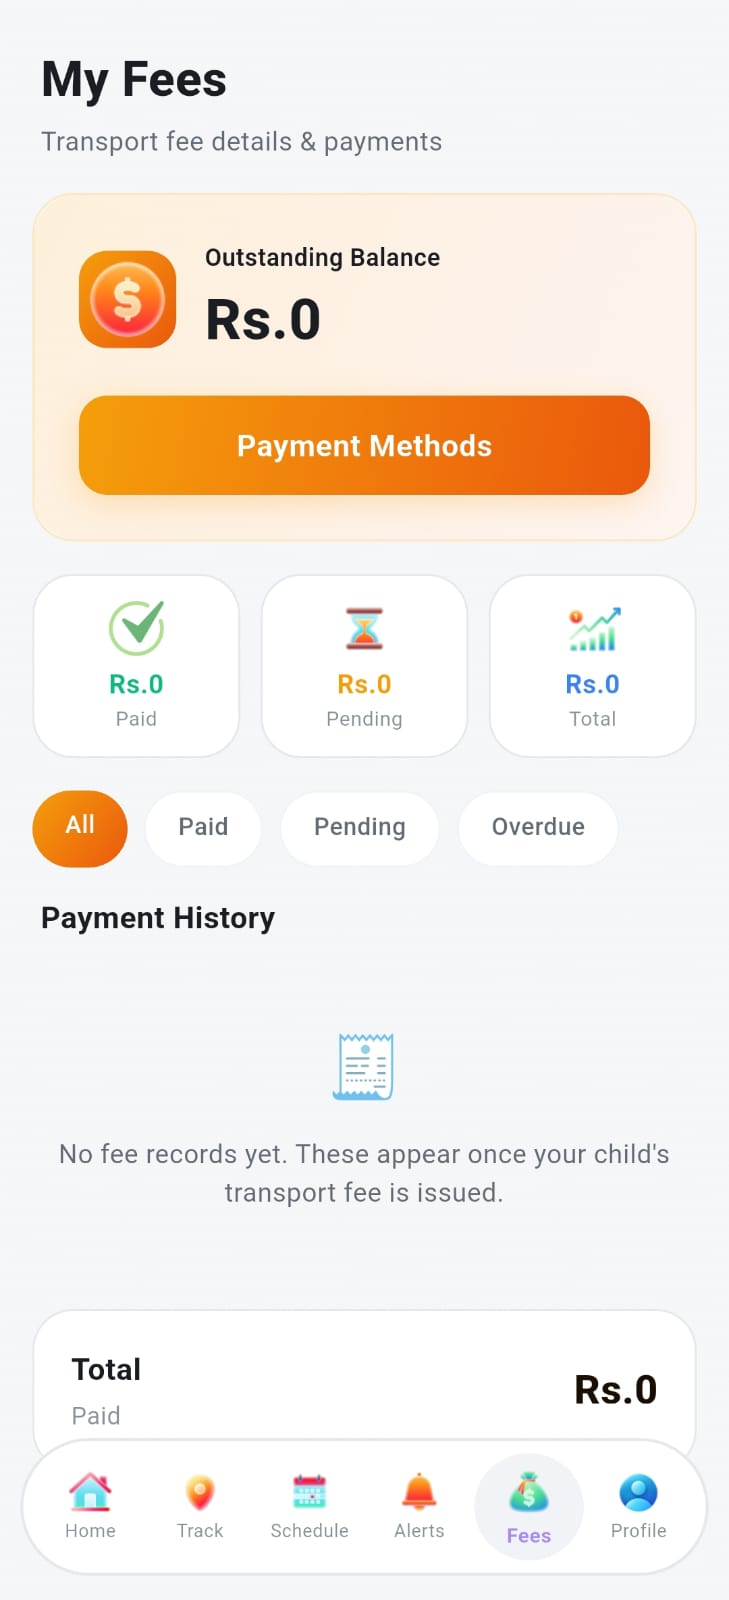 My Fees
Transport fee details & payments
Outstanding Balance
Rs.0
Payment Methods
Rs.0
Paid
Rs.0
Pending
Rs.0
Total
All
Paid
Pending
Overdue
Payment History
No fee records yet. These appear once your child's
transport fee is issued.
Total
Paid
Rs.0
Home
Track
Schedule
Alerts
Fees
Profile